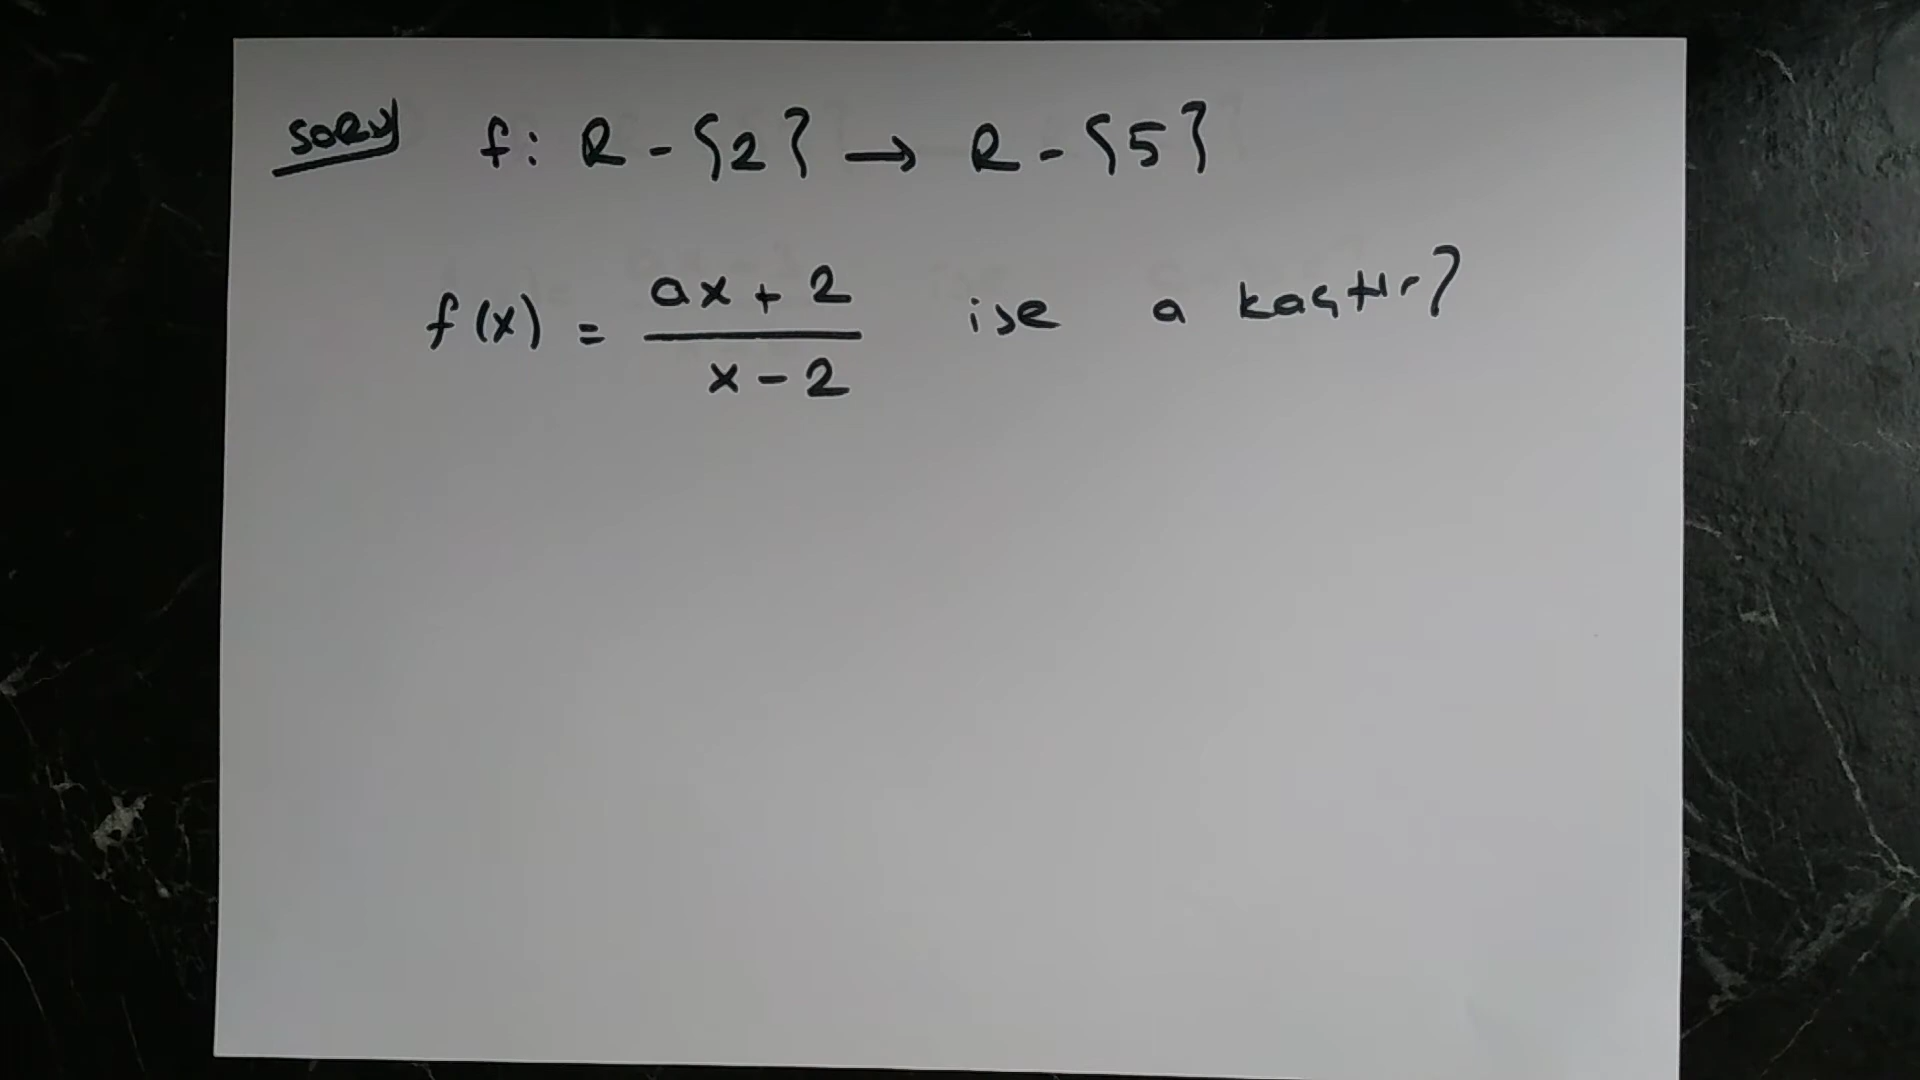 SORU f: R - {2} → R - {5}
f(x) = ax + 2 / x - 2 ise a kaçtır?